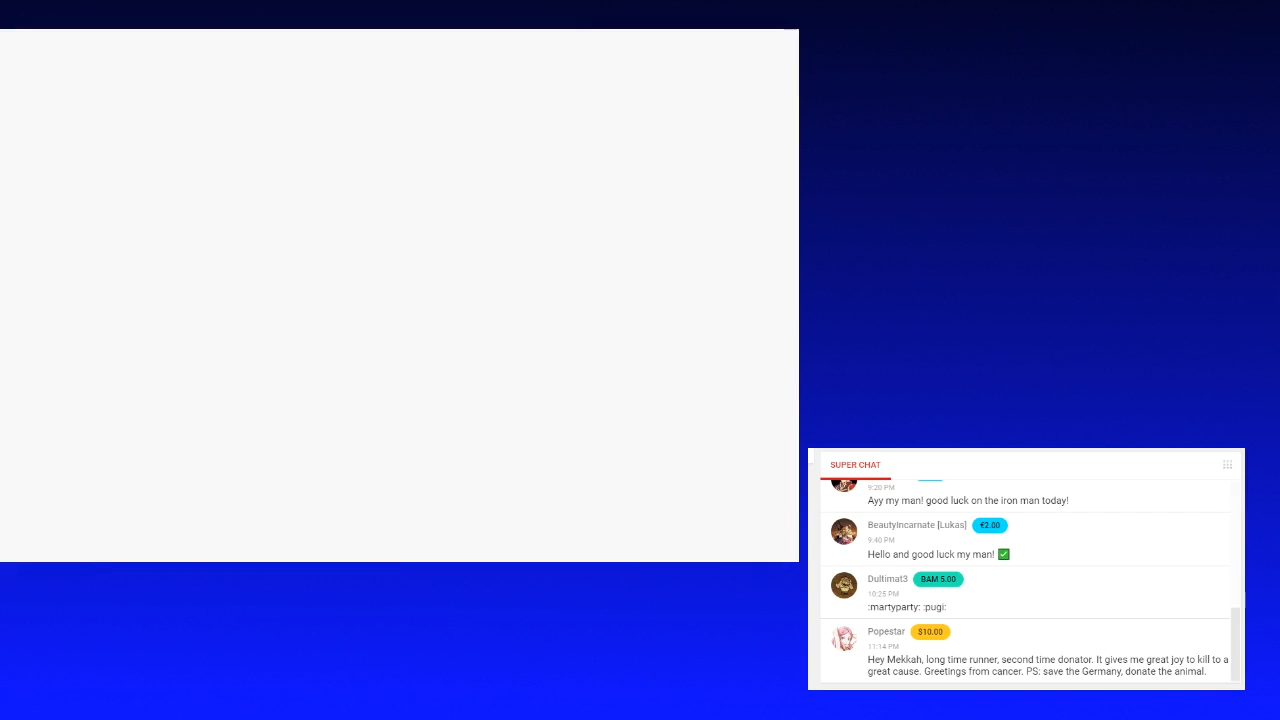 SUPER CHAT
9:20 PM
Ayy my man! good luck on the iron man today!
BeautyIncarnate [Lukas] €2.00
9:40 PM
Hello and good luck my man! ✅
Dultimat3 BAM 5.00
10:25 PM
:martyparty: :pugi:
Popestar $10.00
11:14 PM
Hey Mekkah, long time runner, second time donator. It gives me great joy to kill to a
great cause. Greetings from cancer. PS: save the Germany, donate the animal.